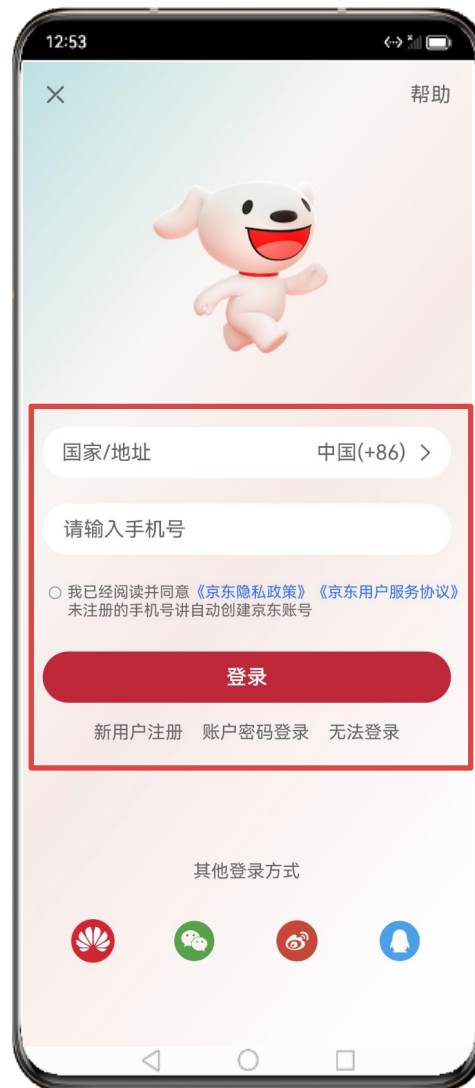 12:53
帮助
国家/地址
中国(+86) >
请输入手机号
我已经阅读并同意《京东隐私政策》《京东用户服务协议》
未注册的手机号讲自动创建京东账号
登录
新用户注册 账户密码登录 无法登录
其他登录方式